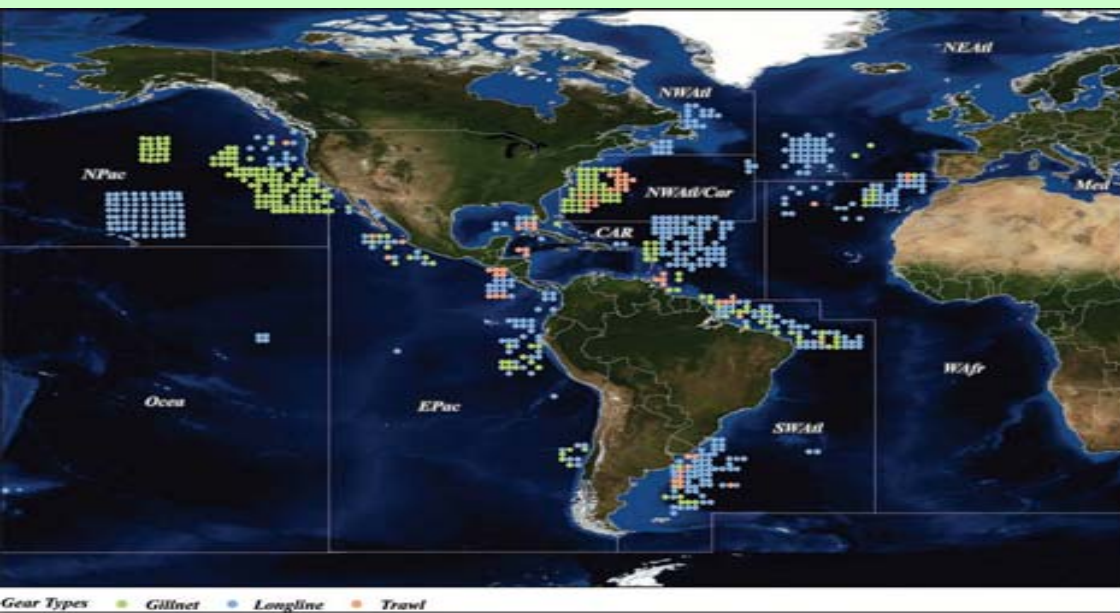 NEAtl
NWAtl
NPac
NWAtl/Car
Med
CAR
WAfr
Ocea
EPac
SWAtl
Gear Types Gillnet Longline Trawl